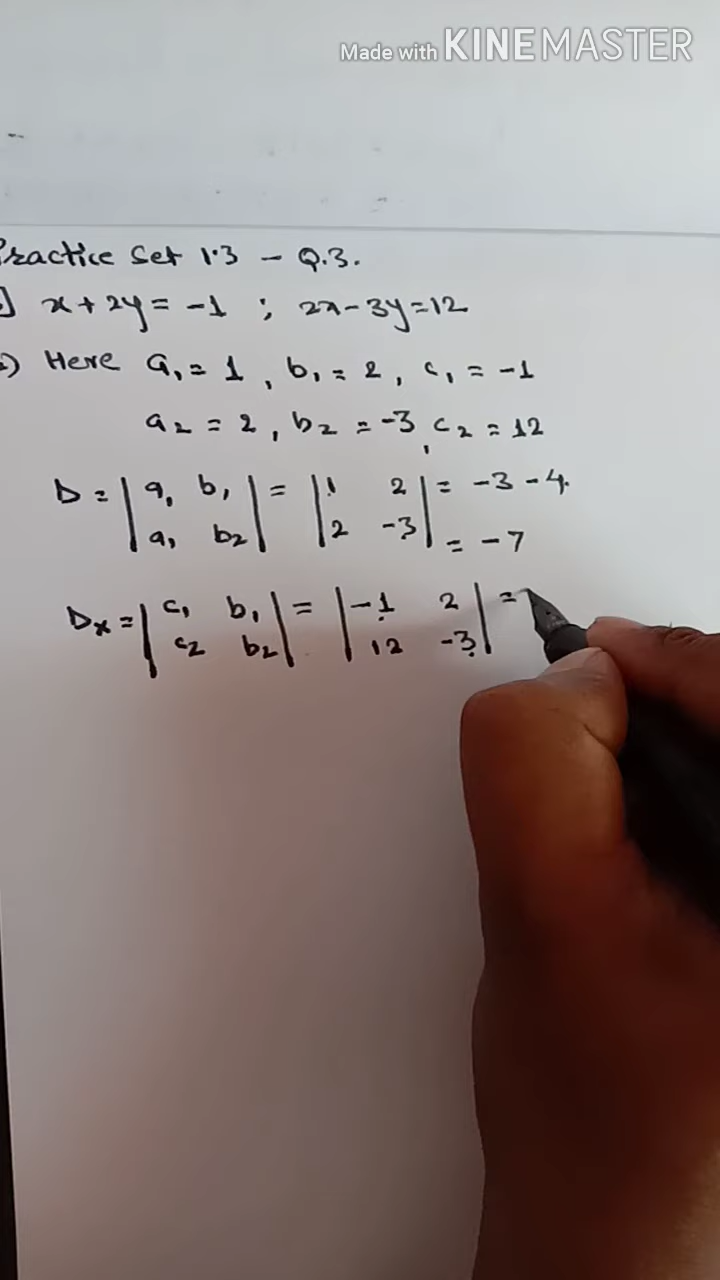 Made with KINEMASTER
Practice Set 1.3 - Q.3.
x + 2y = -1 ; 2x - 3y = 12
Here a₁ = 1 , b₁ = 2 , c₁ = -1
a₂ = 2 , b₂ = -3 , c₂ = 12
D = | a₁ b₁ | = | 1 2 | = -3 - 4.
| a₁ b₂ | | 2 -3 | = -7
Dx = | c₁ b₁ | = | -1 2 | =
| c₂ b₂ | | 12 -3 |